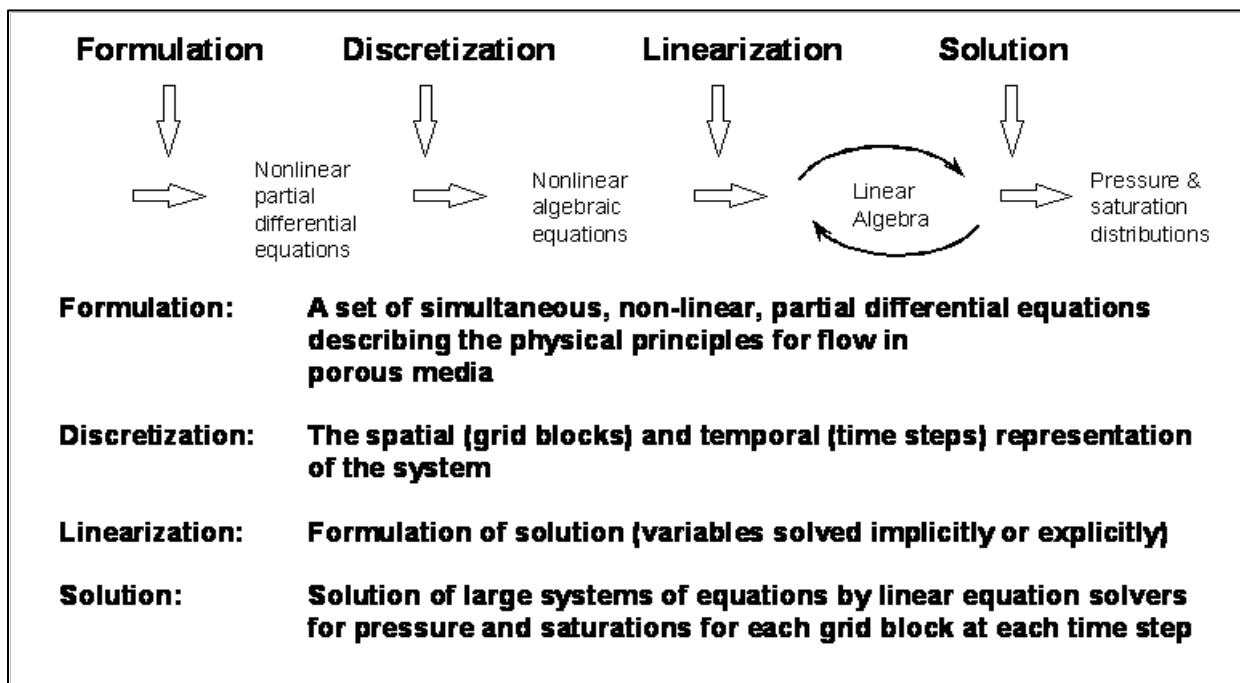 Formulation Discretization Linearization Solution
Nonlinear
partial
differential
equations
Nonlinear
algebraic
equations
Linear
Algebra
Pressure &
saturation
distributions
Formulation: A set of simultaneous, non-linear, partial differential equations
describing the physical principles for flow in
porous media
Discretization: The spatial (grid blocks) and temporal (time steps) representation
of the system
Linearization: Formulation of solution (variables solved implicitly or explicitly)
Solution: Solution of large systems of equations by linear equation solvers
for pressure and saturations for each grid block at each time step